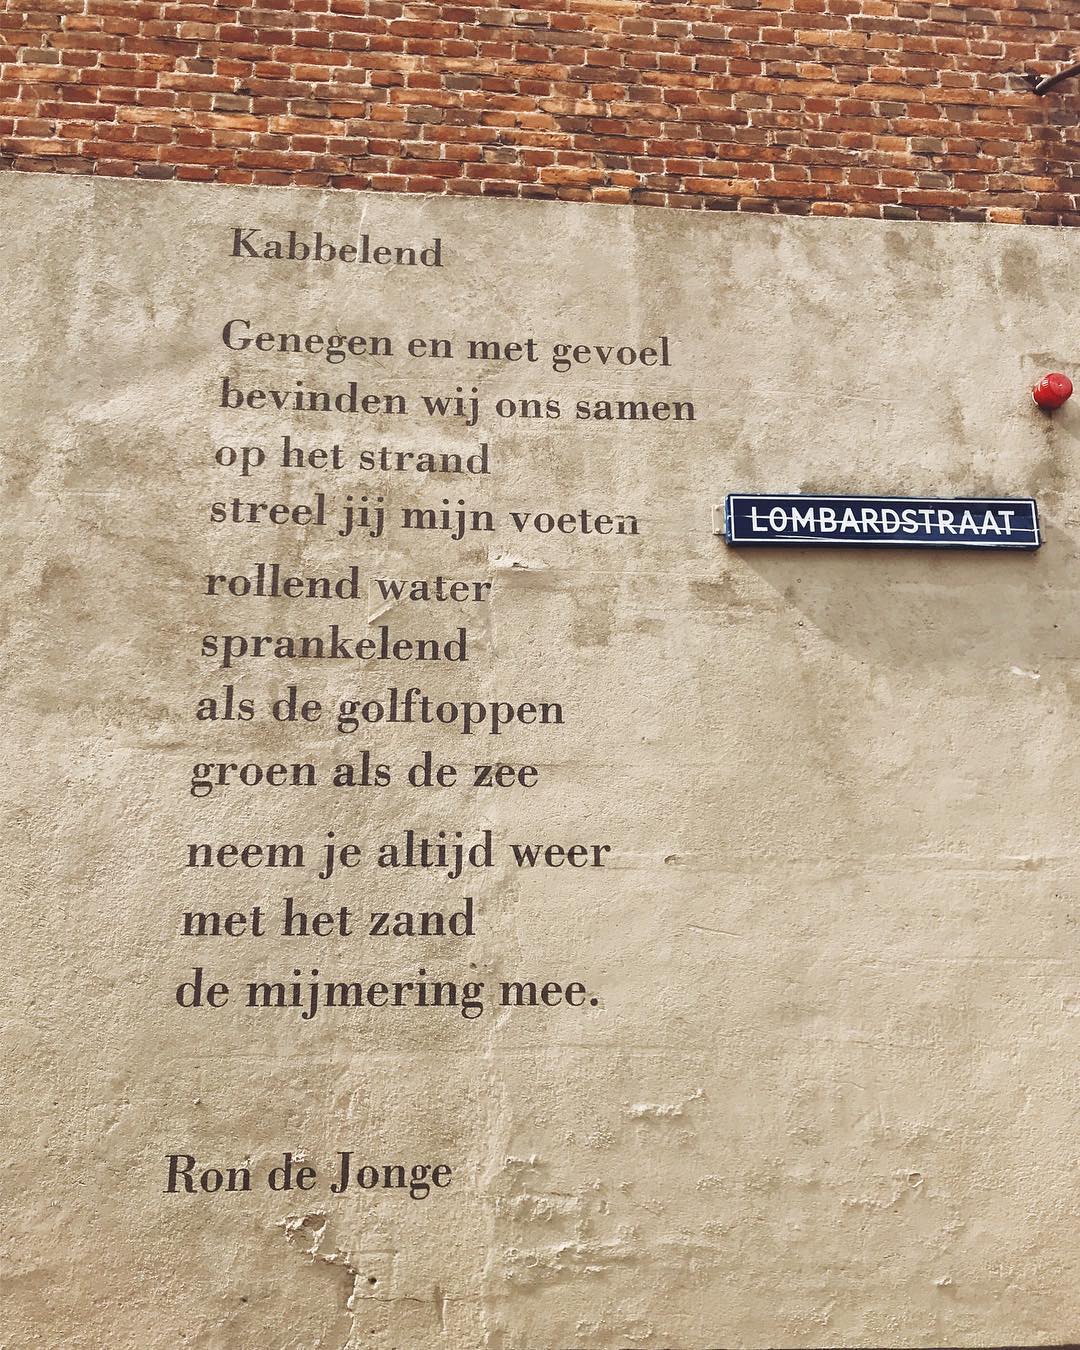 Kabbelend
Genegen en met gevoel
bevinden wij ons samen
op het strand
streel jij mijn voeten
rollend water
sprankelend
als de golftoppen
groen als de zee
neem je altijd weer
met het zand
de mijmering mee.
Ron de Jonge
LOMBARDSTRAAT